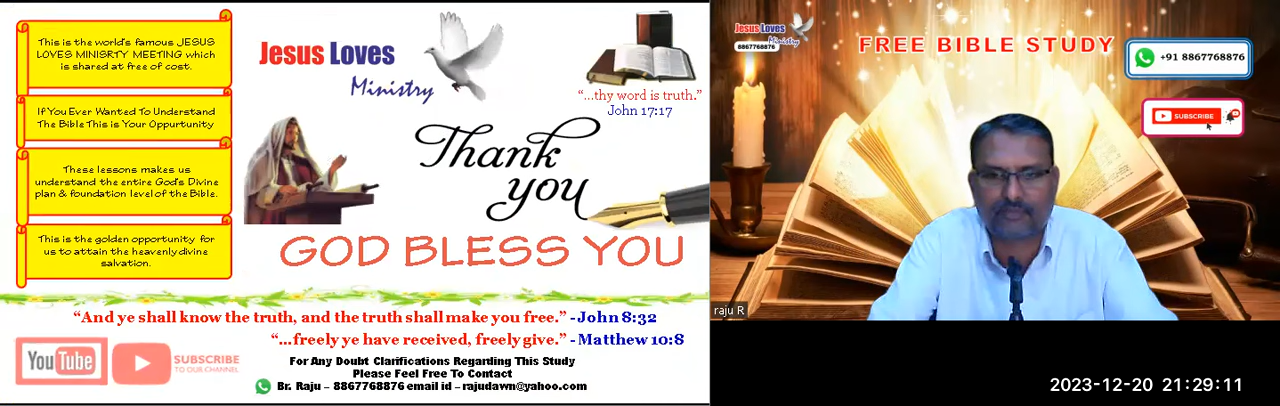 This is the world's famous JESUS
LOVES MINISRTY MEETING which
is shared at free of cost.
If You Ever Wanted To Understand
The Bible This is Your Oppurtunity
These lessons makes us
understand the entire God's Divine
plan & foundation level of the Bible.
This is the golden opportunity for
us to attain the heavenly divine
salvation.
Jesus Loves
Ministry
“...thy word is truth.”
John 17:17
Thank
you
GOD BLESS YOU
“And ye shall know the truth, and the truth shall make you free.” - John 8:32
“...freely ye have received, freely give.” - Matthew 10:8
YouTube
SUBSCRIBE
TO OUR CHANNEL
For Any Doubt Clarifications Regarding This Study
Please Feel Free To Contact
Br. Raju – 8867768876 email id – rajudawn@yahoo.com
Jesus Loves
Ministry
8867768876
FREE BIBLE STUDY
+91 8867768876
SUBSCRIBE
raju R
2023-12-20 21:29:11